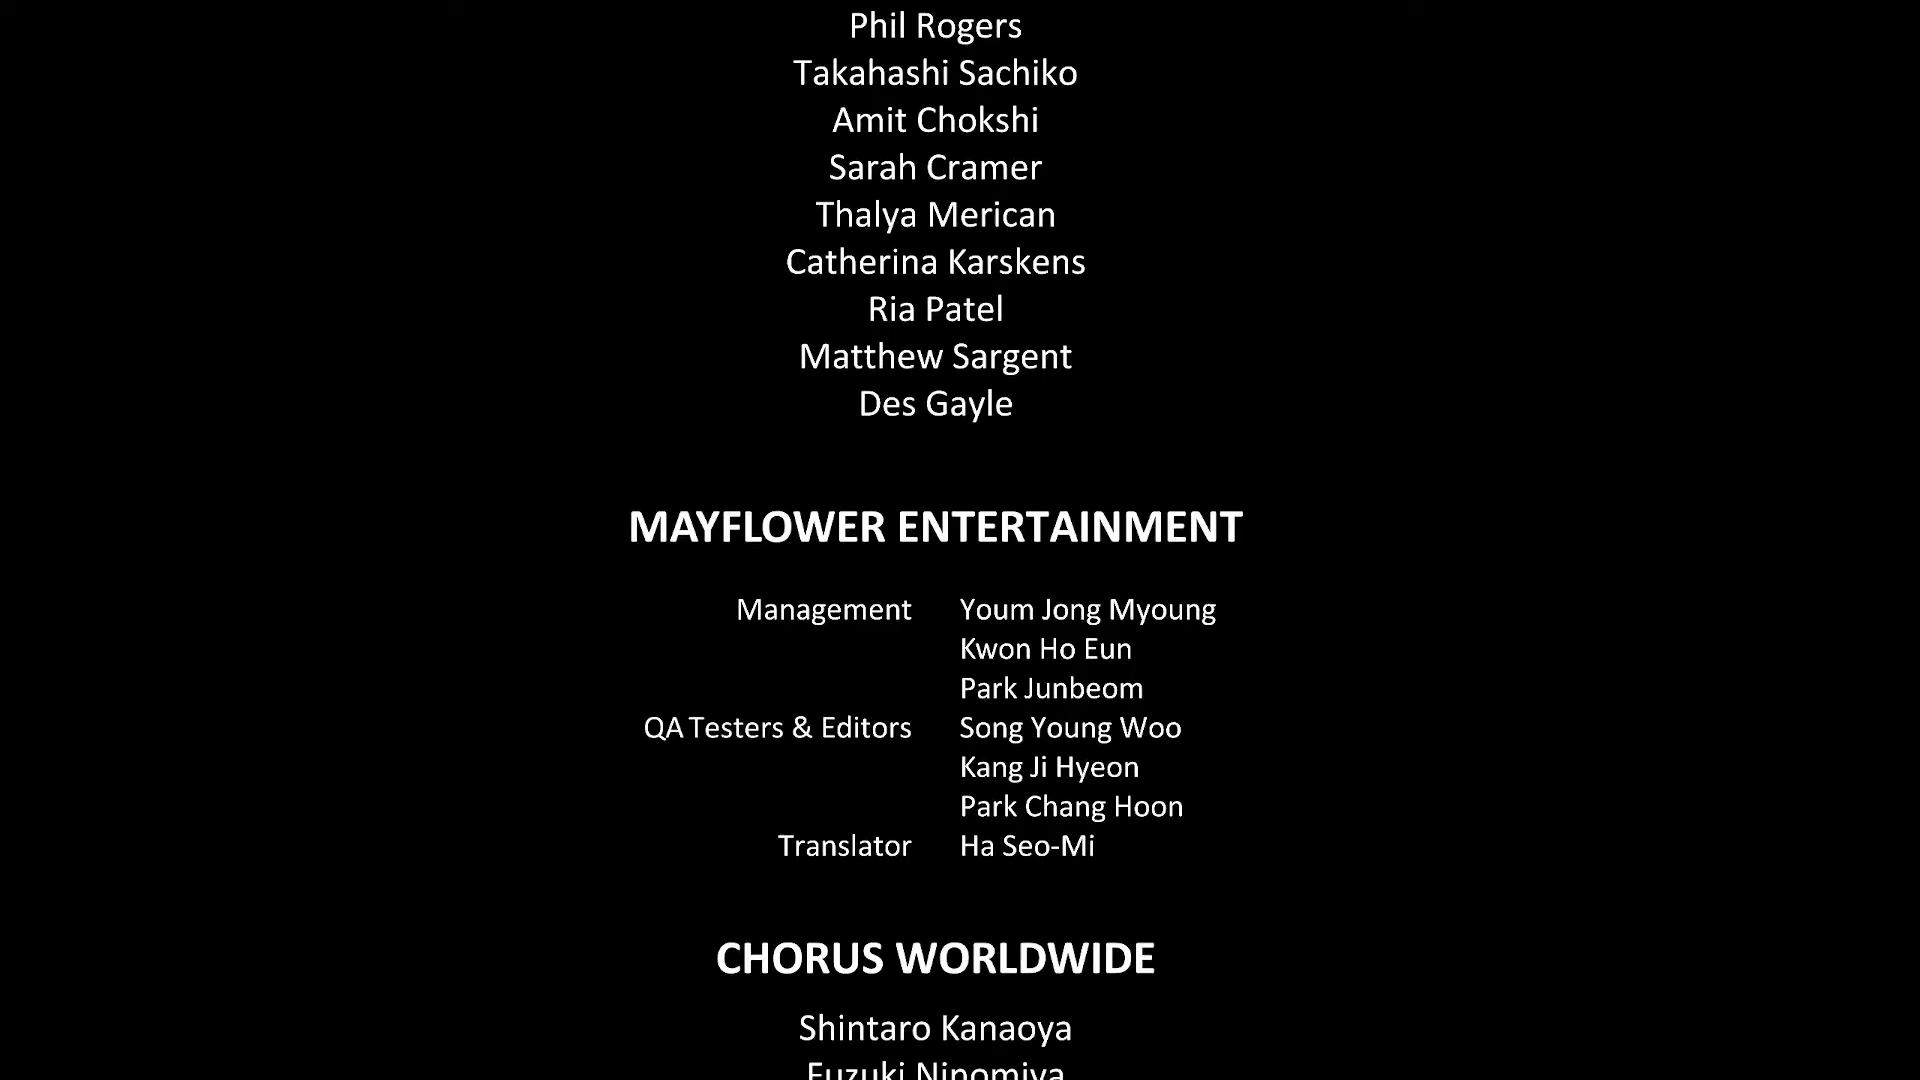 Phil Rogers
Takahashi Sachiko
Amit Chokshi
Sarah Cramer
Thalya Merican
Catherina Karskens
Ria Patel
Matthew Sargent
Des Gayle
MAYFLOWER ENTERTAINMENT
Management Youm Jong Myoung
Kwon Ho Eun
Park Junbeom
QA Testers & Editors Song Young Woo
Kang Ji Hyeon
Park Chang Hoon
Translator Ha Seo-Mi
CHORUS WORLDWIDE
Shintaro Kanaoya
Fuzuki Ninomiya